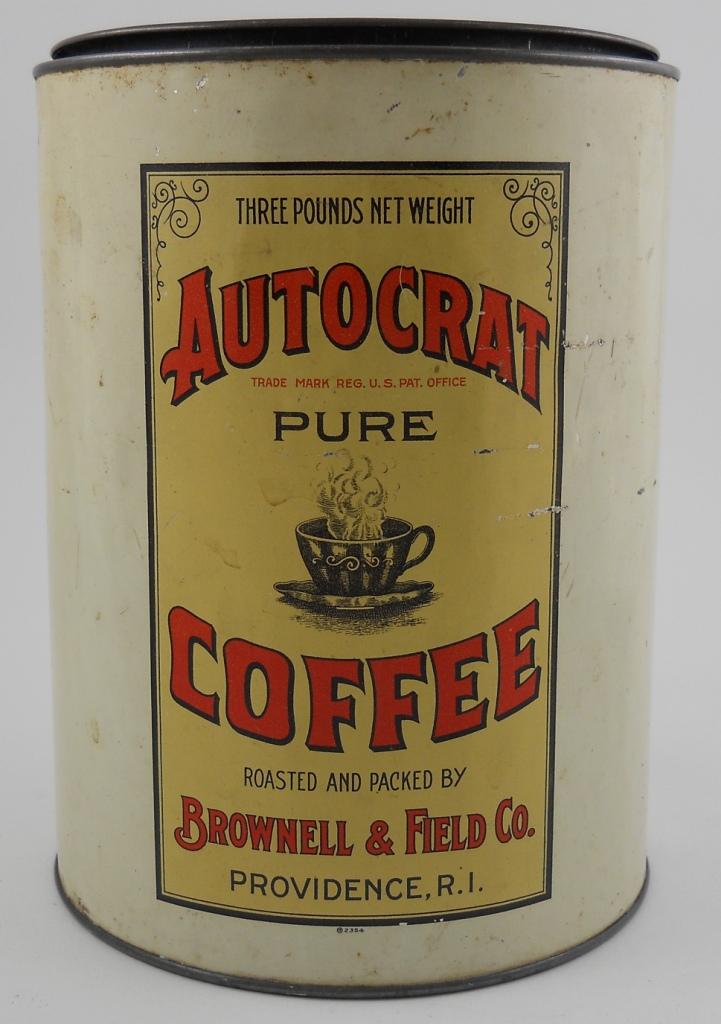 THREE POUNDS NET WEIGHT
AUTOCRAT
TRADE MARK REG. U.S. PAT. OFFICE
PURE
COFFEE
ROASTED AND PACKED BY
BROWNELL & FIELD CO.
PROVIDENCE, R.I.